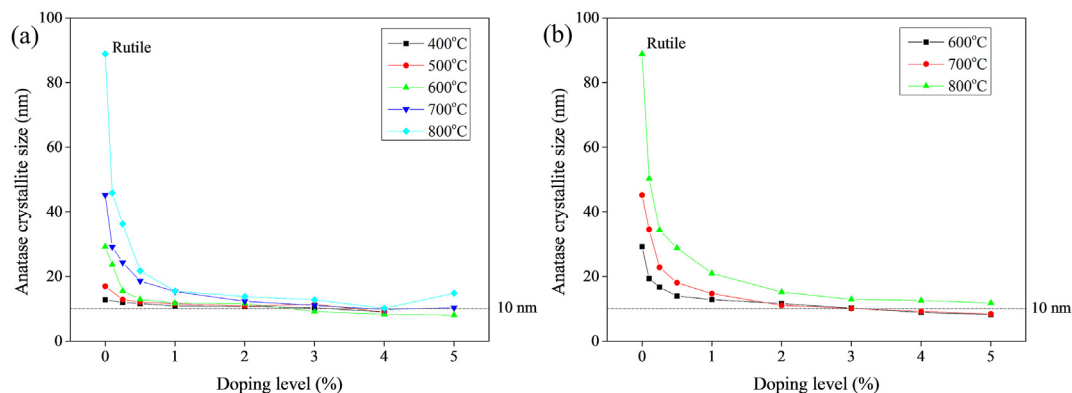 (a)
100
80
60
40
20
0
Anatase crystallite size (nm)
Rutile
400°C
500°C
600°C
700°C
800°C
10 nm
0 1 2 3 4 5
Doping level (%)
(b)
100
80
60
40
20
0
Anatase crystallite size (nm)
Rutile
600°C
700°C
800°C
10 nm
0 1 2 3 4 5
Doping level (%)